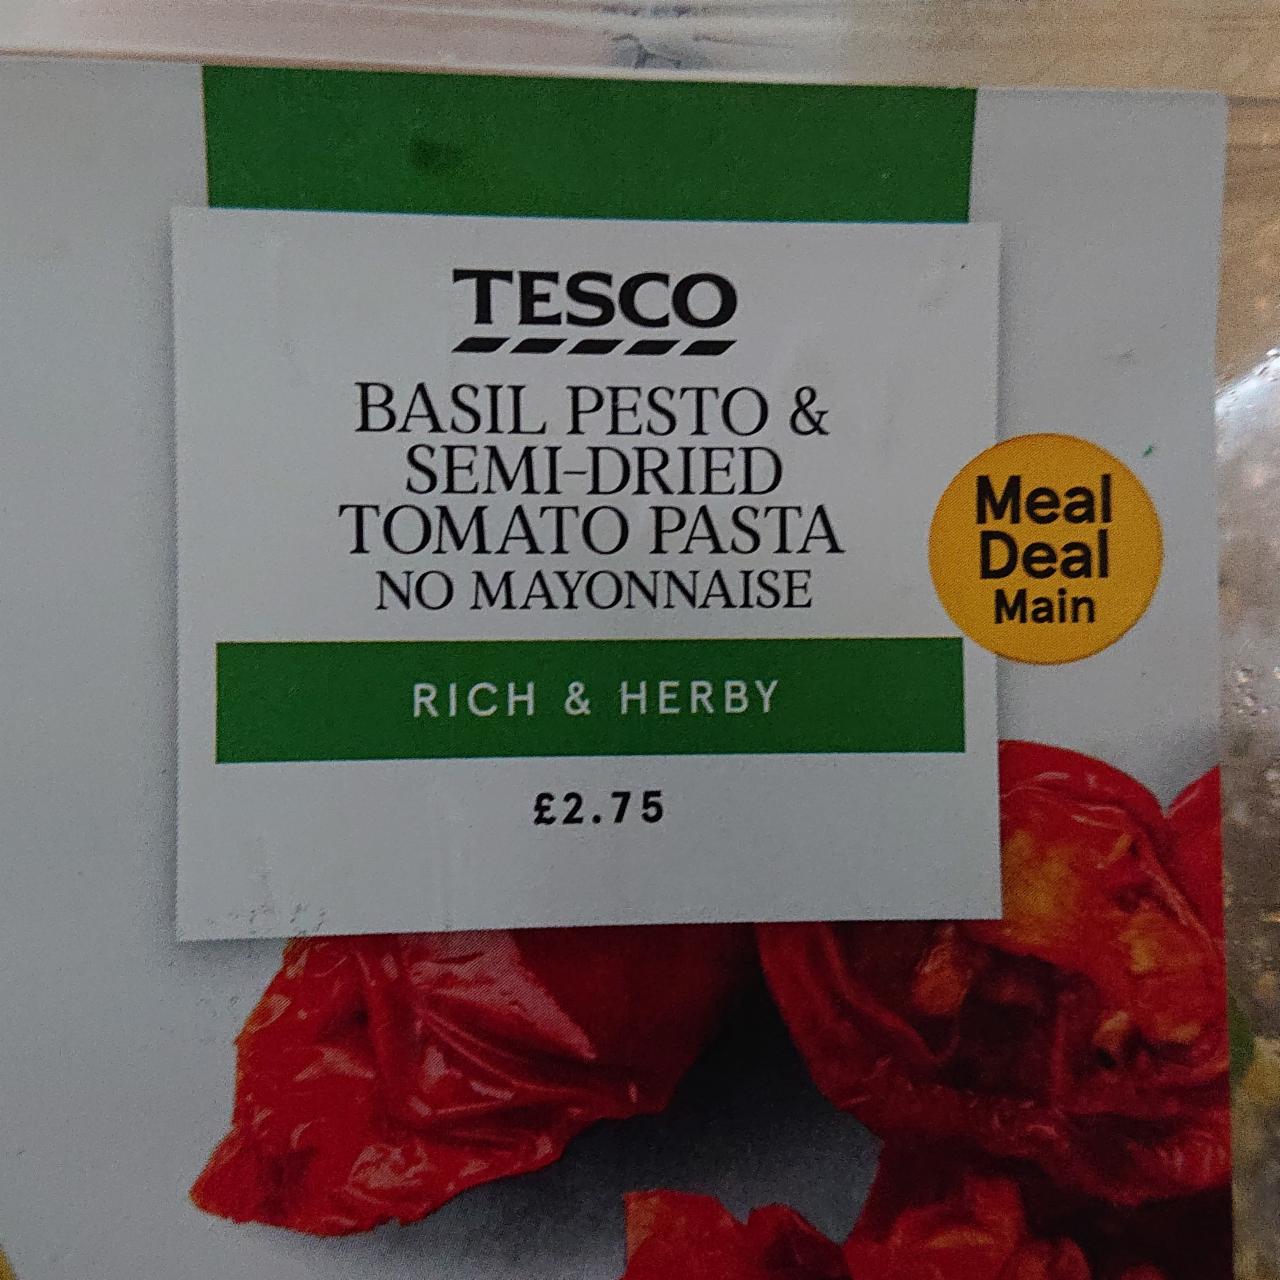 TESCO
BASIL PESTO &
SEMI-DRIED
TOMATO PASTA
NO MAYONNAISE
Meal
Deal
Main
RICH & HERBY
£2.75